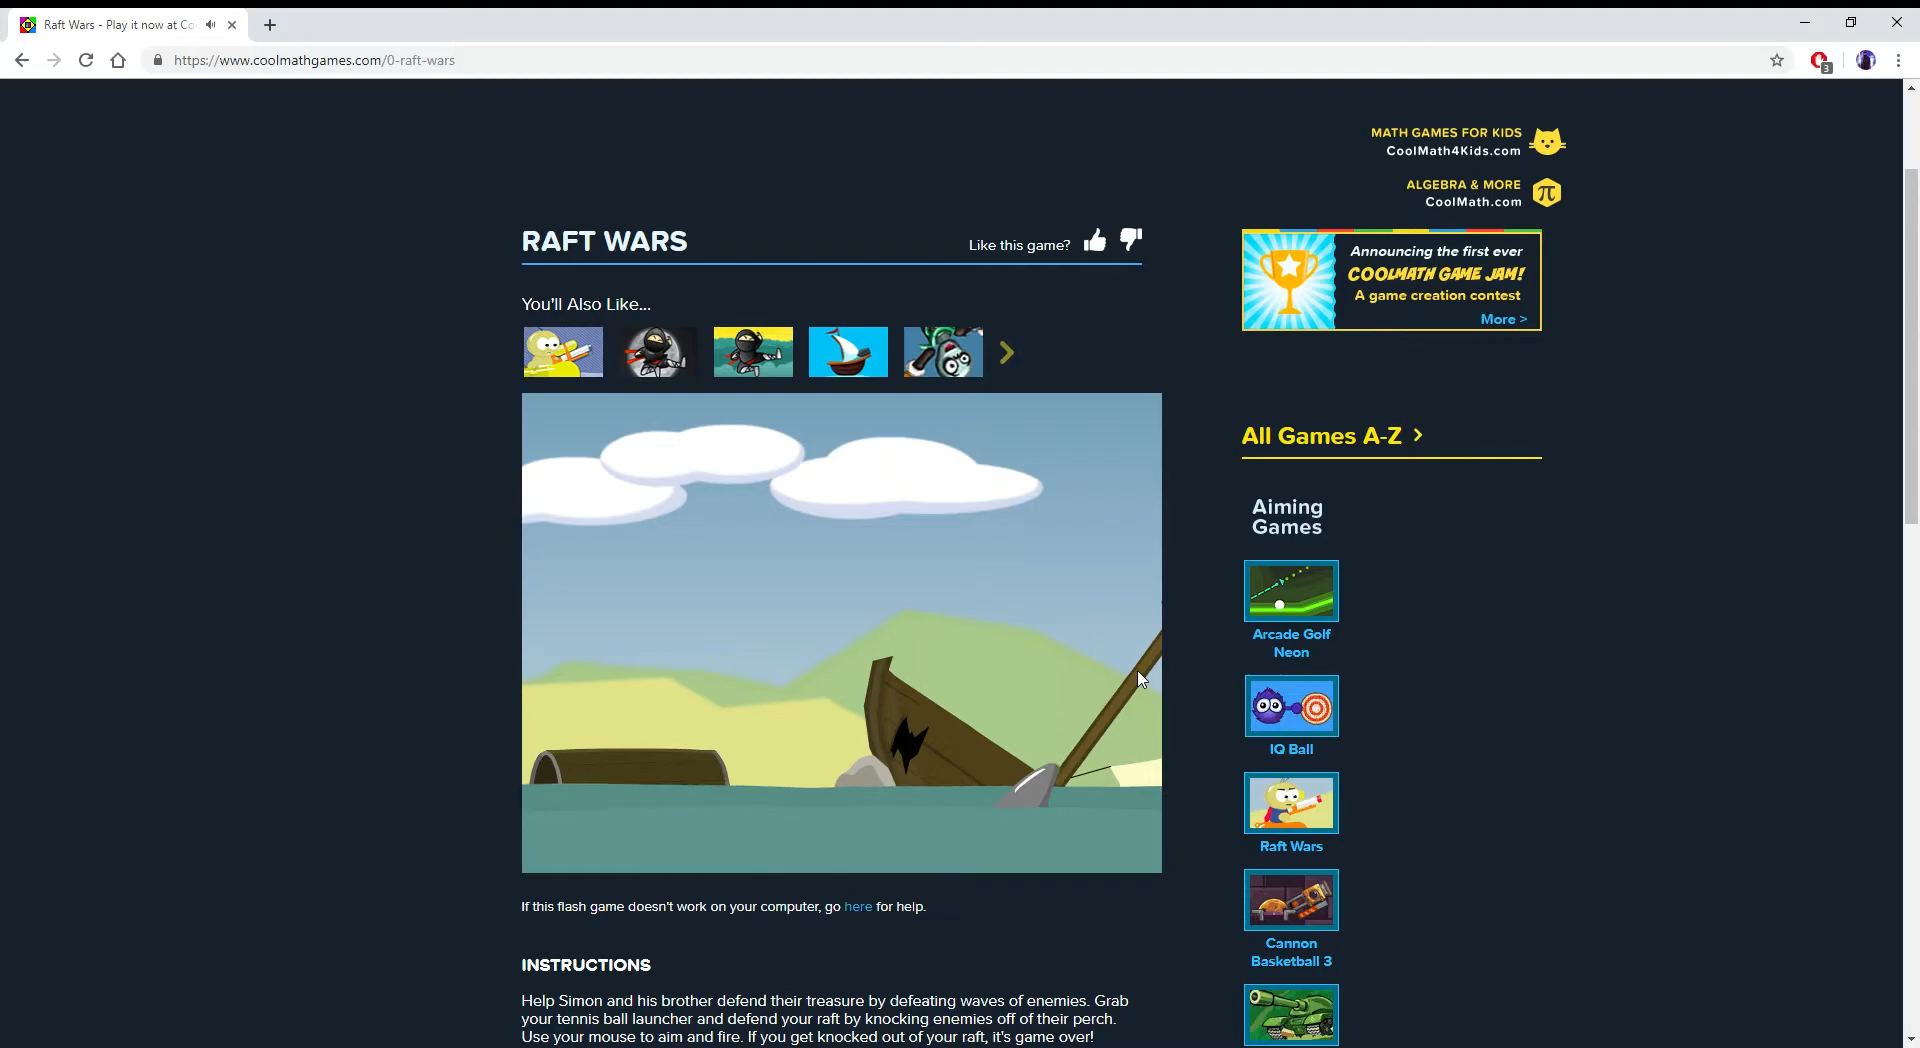 Raft Wars - Play it now at Co
https://www.coolmathgames.com/0-raft-wars
3
MATH GAMES FOR KIDS
CoolMath4Kids.com
ALGEBRA & MORE
CoolMath.com
π
RAFT WARS
Like this game?
Announcing the first ever
COOLMATH GAME JAM!
A game creation contest
More >
You'll Also Like...
All Games A-Z >
Aiming
Games
Arcade Golf
Neon
IQ Ball
Raft Wars
Cannon
Basketball 3
If this flash game doesn't work on your computer, go here for help.
INSTRUCTIONS
Help Simon and his brother defend their treasure by defeating waves of enemies. Grab
your tennis ball launcher and defend your raft by knocking enemies off of their perch.
Use your mouse to aim and fire. If you get knocked out of your raft, it's game over!